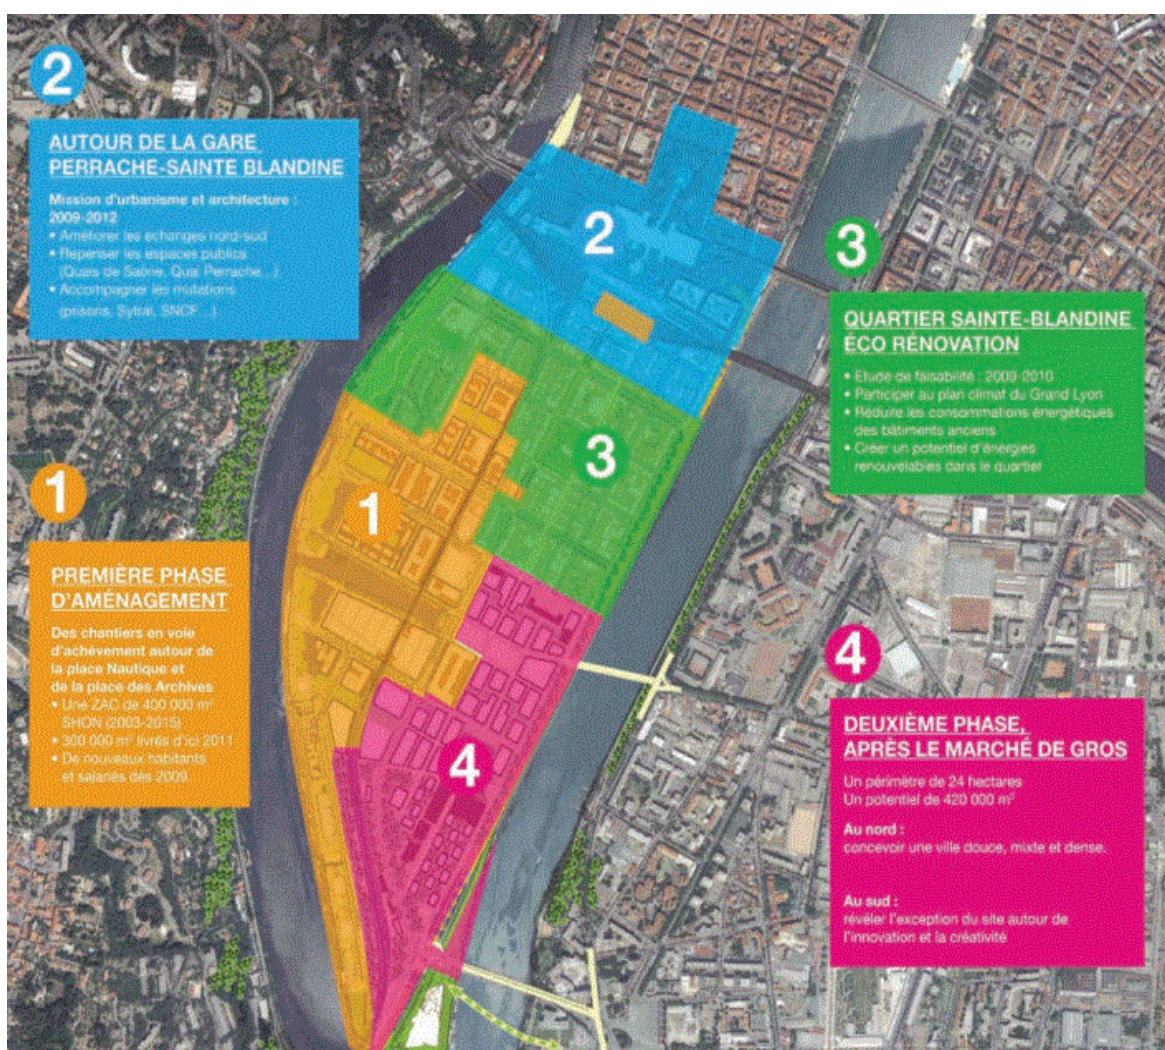 2
AUTOUR DE LA GARE
PERRACHE-SAINTE BLANDINE
Mission d'urbanisme et architecture :
2009-2012
• Améliorer les échanges nord-sud
• Repenser les espaces publics
(Quais de Saône, Quai Perrache...)
• Accompagner les mutations
(prisons, Sytral, SNCF...)
1
PREMIÈRE PHASE
D'AMÉNAGEMENT
Des chantiers en voie
d'achèvement autour de
la place Nautique et
de la place des Archives
• Une ZAC de 400 000 m²
SHON (2003-2015)
• 300 000 m² livrés d'ici 2011
• De nouveaux habitants
et salariés dès 2009
2
3
1
4
3
QUARTIER SAINTE-BLANDINE
ÉCO RÉNOVATION
• Etude de faisabilité : 2009-2010
• Participer au plan climat du Grand Lyon
• Réduire les consommations énergétiques
des bâtiments anciens
• Créer un potentiel d'énergies
renouvelables dans le quartier
4
DEUXIÈME PHASE,
APRÈS LE MARCHÉ DE GROS
Un périmètre de 24 hectares
Un potentiel de 420 000 m²
Au nord :
concevoir une ville douce, mixte et dense.
Au sud :
révéler l'exception du site autour de
l'innovation et la créativité